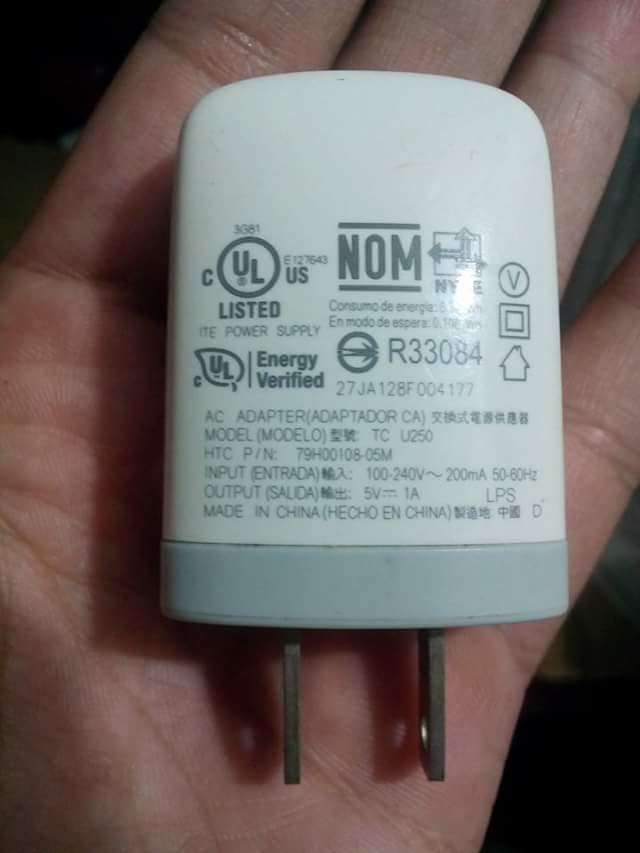 3G81
C UL US
E127643
LISTED
ITE POWER SUPPLY
NOM
NYCE
V
Consumo de energía:
En modo de espera:
R33084
c UL Energy Verified
27JA128F004177
AC ADAPTER(ADAPTADOR CA) 交換式電源供應器
MODEL (MODELO) 型號: TC U250
HTC P/N: 79H00108-05M
INPUT (ENTRADA) 輸入: 100-240V～ 200mA 50-60Hz
OUTPUT (SALIDA) 輸出: 5V⎓ 1A LPS
MADE IN CHINA (HECHO EN CHINA) 製造地: 中國 D